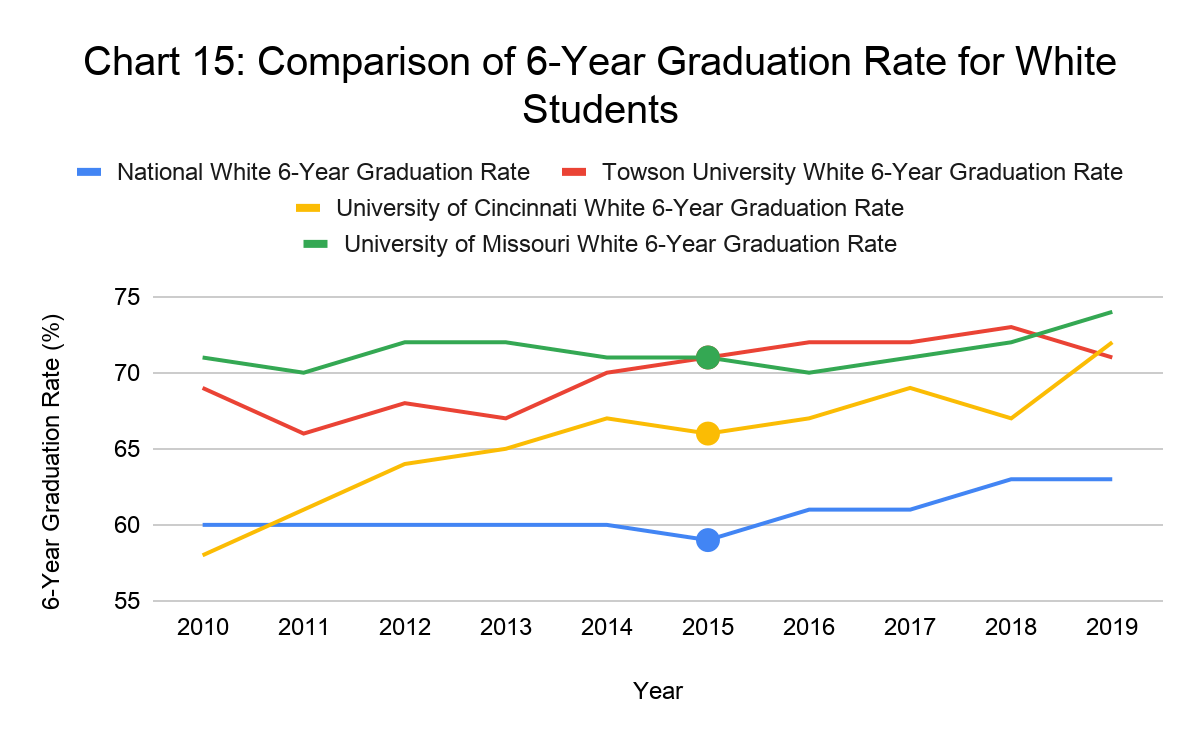 Chart 15: Comparison of 6-Year Graduation Rate for White
Students
National White 6-Year Graduation Rate
Towson University White 6-Year Graduation Rate
University of Cincinnati White 6-Year Graduation Rate
University of Missouri White 6-Year Graduation Rate
6-Year Graduation Rate (%)
75
70
65
60
55
2010 2011 2012 2013 2014 2015 2016 2017 2018 2019
Year